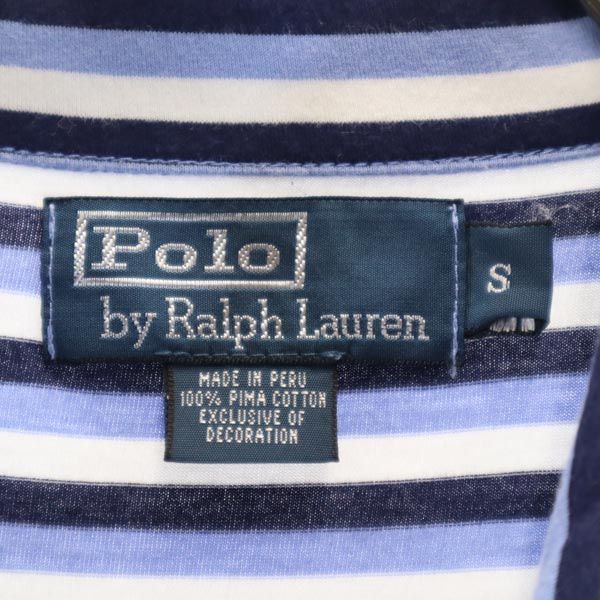 Polo
by Ralph Lauren
S
MADE IN PERU
100% PIMA COTTON
EXCLUSIVE OF
DECORATION